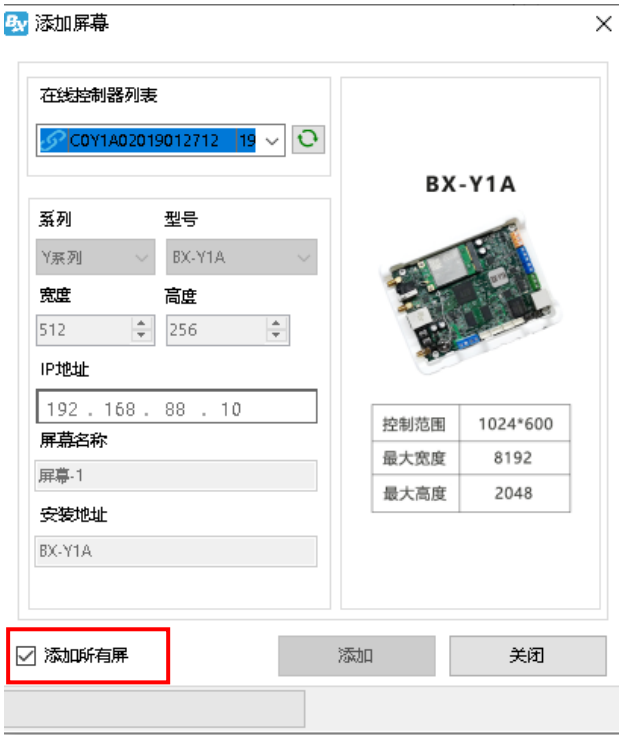 BX 添加屏幕
在线控制器列表
C0Y1A02019012712 19
系列 型号
Y系列 BX-Y1A
宽度 高度
512 256
IP地址
192 . 168 . 88 . 10
屏幕名称
屏幕-1
安装地址
BX-Y1A
BX-Y1A
控制范围 1024*600
最大宽度 8192
最大高度 2048
添加所有屏 添加 关闭